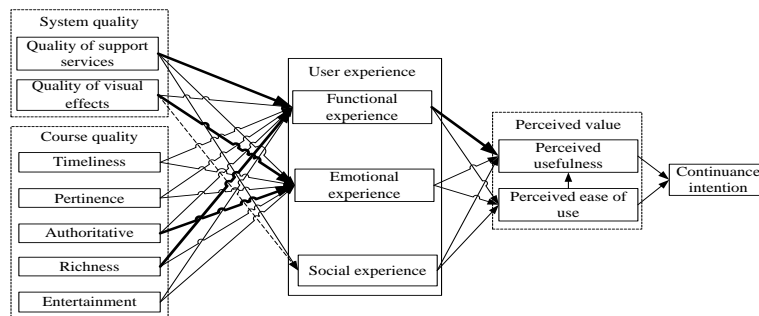 System quality
Quality of support
services
Quality of visual
effects
Course quality
Timeliness
Pertinence
Authoritative
Richness
Entertainment
User experience
Functional
experience
Emotional
experience
Social experience
Perceived value
Perceived
usefulness
Perceived ease of
use
Continuance
intention